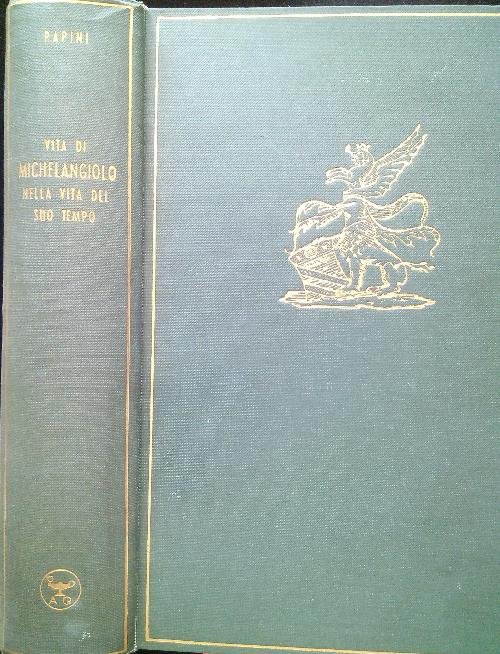 PAPINI
VITA DI
MICHELANGIOLO
NELLA VITA DEL
SUO TEMPO